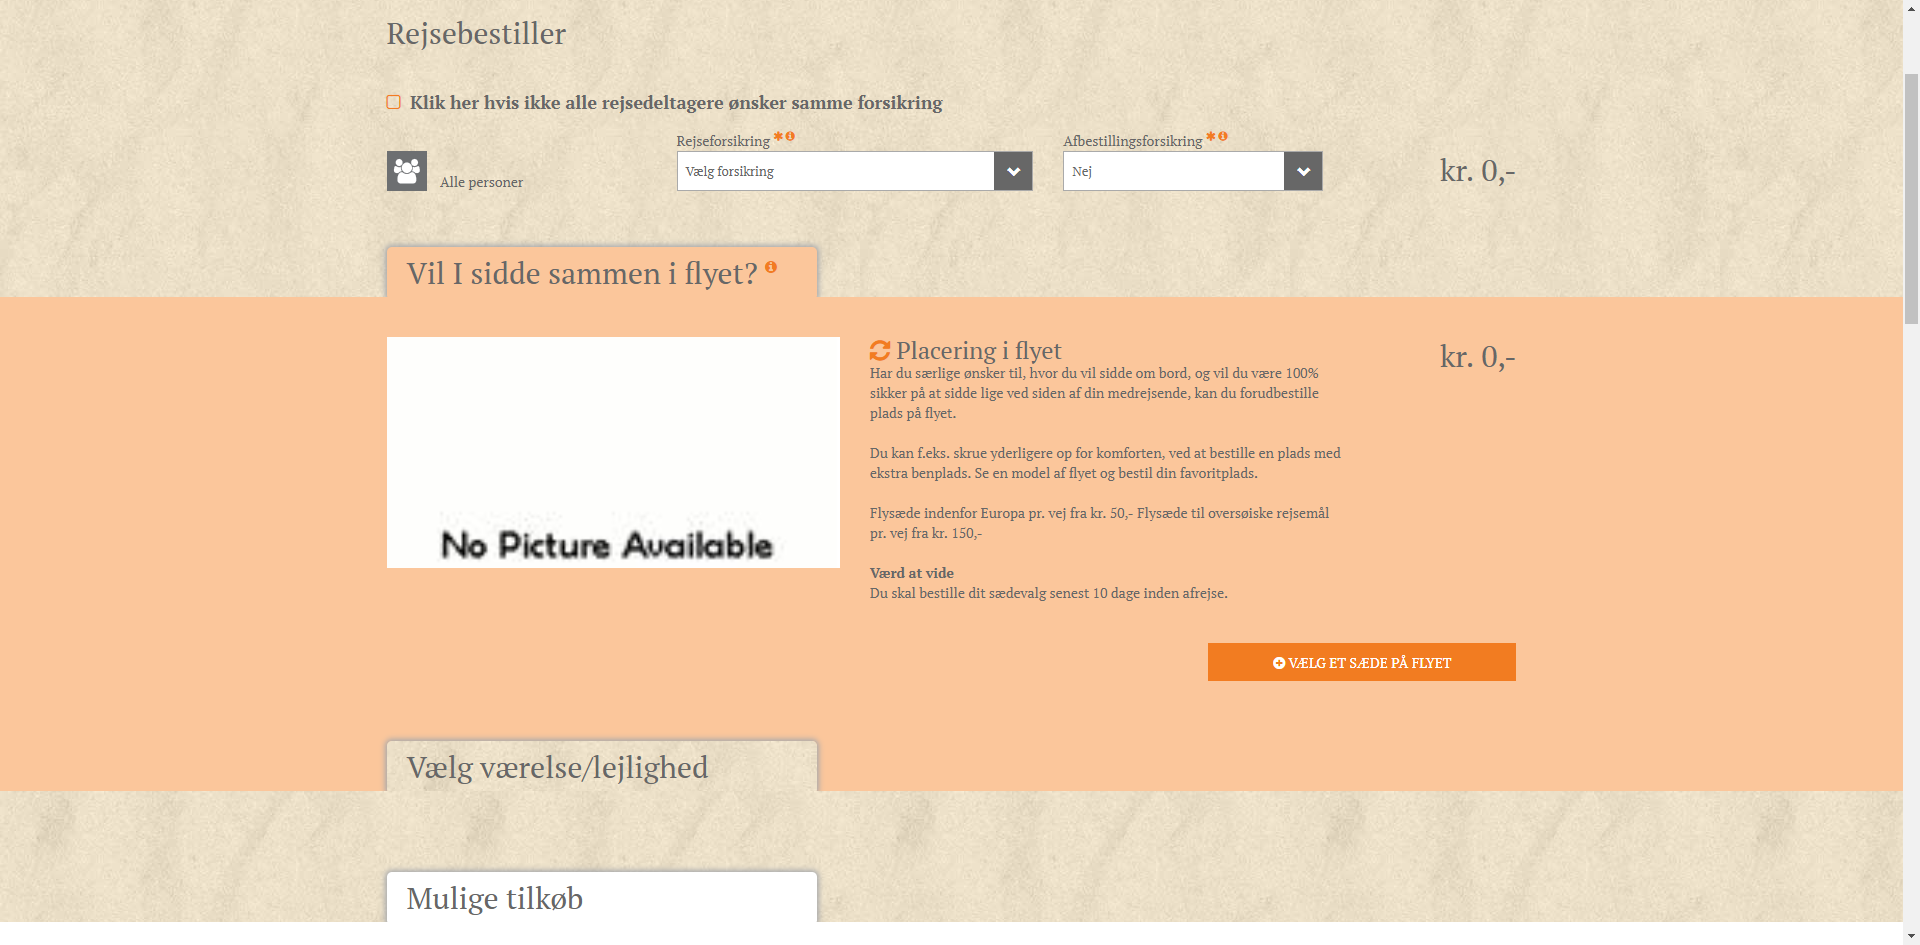 Rejsebestiller
Klik her hvis ikke alle rejsedeltagere ønsker samme forsikring
Alle personer
Rejseforsikring
Vælg forsikring
Afbestillingsforsikring
Nej
kr. 0,-
Vil I sidde sammen i flyet?
No Picture Available
Placering i flyet
Har du særlige ønsker til, hvor du vil sidde om bord, og vil du være 100%
sikker på at sidde lige ved siden af din medrejsende, kan du forudbestille
plads på flyet.
Du kan f.eks. skrue yderligere op for komforten, ved at bestille en plads med
ekstra benplads. Se en model af flyet og bestil din favoritplads.
Flysæde indenfor Europa pr. vej fra kr. 50,- Flysæde til oversøiske rejsemål
pr. vej fra kr. 150,-
Værd at vide
Du skal bestille dit sædevalg senest 10 dage inden afrejse.
kr. 0,-
VÆLG ET SÆDE PÅ FLYET
Vælg værelse/lejlighed
Mulige tilkøb